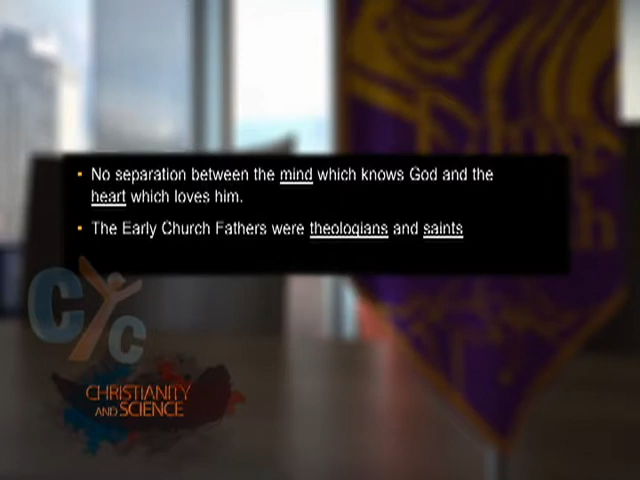 • No separation between the mind which knows God and the
heart which loves him.
• The Early Church Fathers were theologians and saints
CYC
CHRISTIANITY
AND SCIENCE